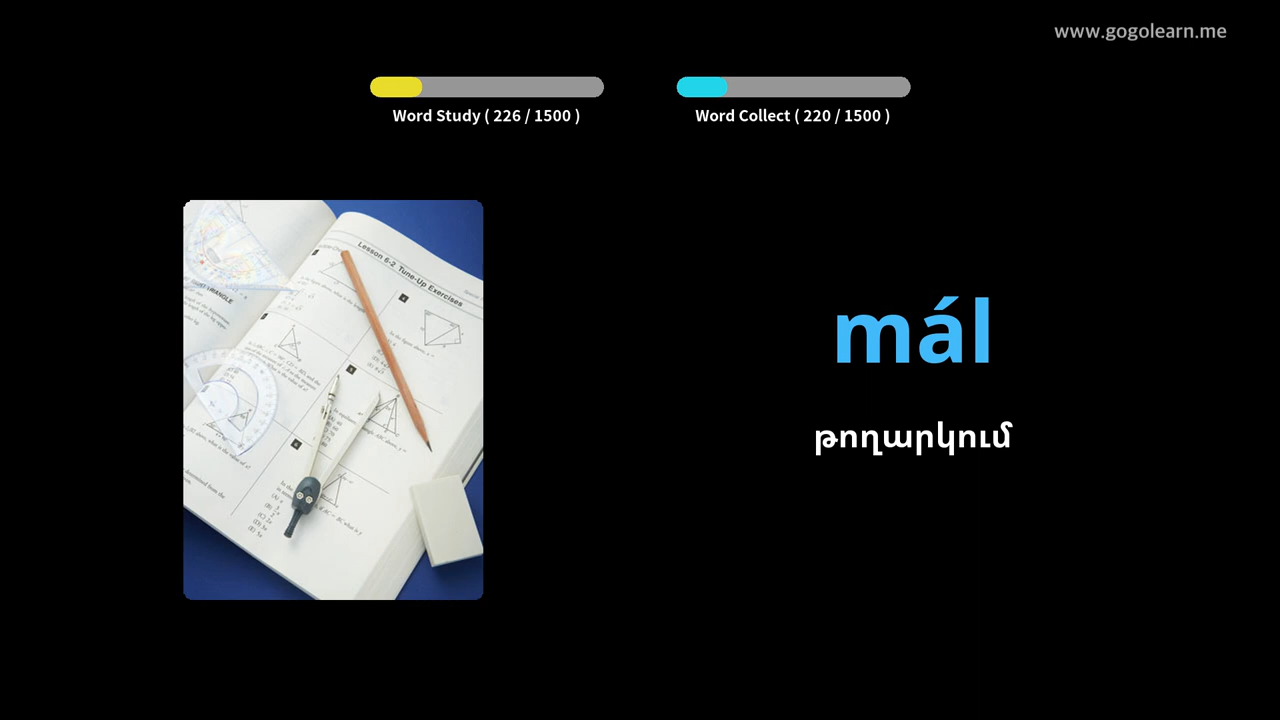 www.gogolearn.me
Word Study ( 226 / 1500 )
Word Collect ( 220 / 1500 )
Lesson 6-2 Tune-Up Exercises
mál
թողարկում